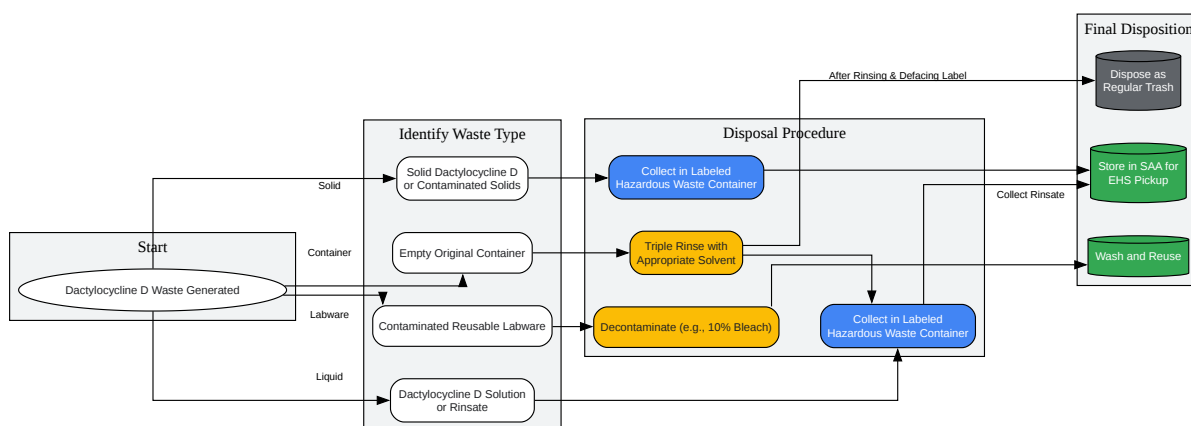 Start
Dactylocycline D Waste Generated
Solid
Container
Labware
Liquid
Identify Waste Type
Solid Dactylocycline D
or Contaminated Solids
Empty Original Container
Contaminated Reusable Labware
Dactylocycline D Solution
or Rinsate
Disposal Procedure
Collect in Labeled
Hazardous Waste Container
Triple Rinse with
Appropriate Solvent
Decontaminate (e.g., 10% Bleach)
Collect in Labeled
Hazardous Waste Container
After Rinsing & Defacing Label
Collect Rinsate
Final Disposition
Dispose as
Regular Trash
Store in SAA for
EHS Pickup
Wash and Reuse